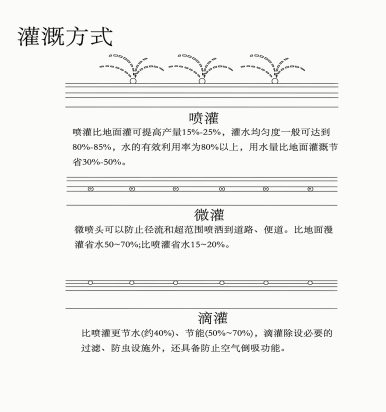 灌溉方式
喷灌
喷灌比地面灌可提高产量15%-25%，灌水均匀度一般可达到
80%-85%，水的有效利用率为80%以上，用水量比地面灌溉节
省30%-50%。
微灌
微喷头可以防止径流和超范围喷洒到道路、便道。比地面漫
灌省水50~70%;比喷灌省水15~20%。
滴灌
比喷灌更节水(约40%)、节能(50%~70%)，滴灌除设必要的
过滤、防虫设施外，还具备防止空气倒吸功能。